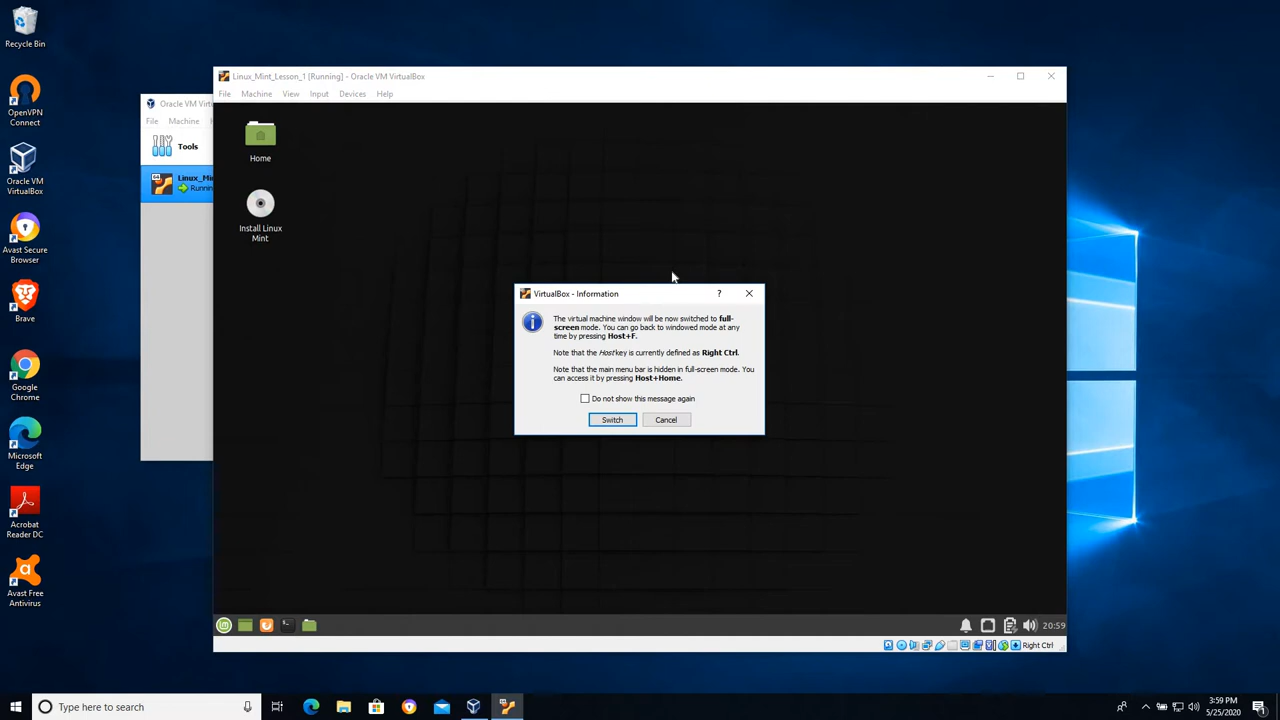 Recycle Bin
OpenVPN
Connect
Oracle VM
VirtualBox
Avast Secure
Browser
Brave
Google
Chrome
Microsoft
Edge
Acrobat
Reader DC
Avast Free
Antivirus
Oracle VM Virtu
File Machine
Tools
Linux_Mi
Runnin
Linux_Mint_Lesson_1 [Running] - Oracle VM VirtualBox
File Machine View Input Devices Help
Home
Install Linux
Mint
VirtualBox - Information
The virtual machine window will be now switched to full-
screen mode. You can go back to windowed mode at any
time by pressing Host+F.
Note that the Host key is currently defined as Right Ctrl.
Note that the main menu bar is hidden in full-screen mode. You
can access it by pressing Host+Home.
Do not show this message again
Switch Cancel
20:59
Right Ctrl
Type here to search
3:59 PM
5/25/2020